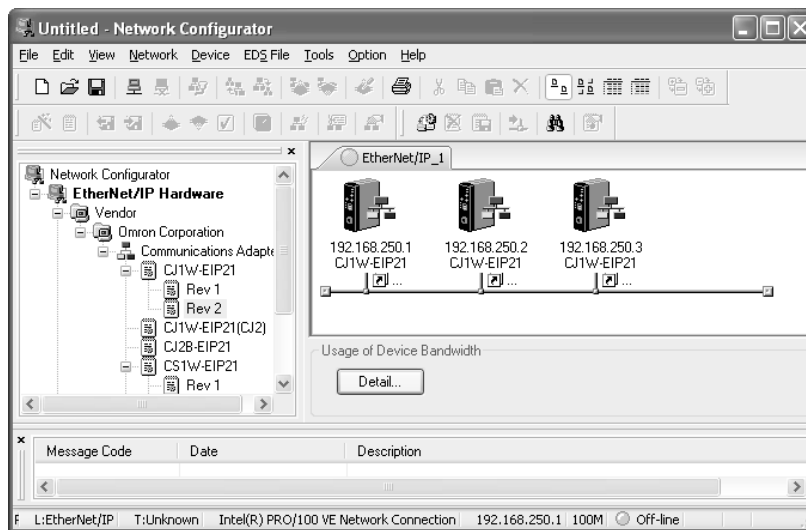 Untitled - Network Configurator
File Edit View Network Device EDS File Tools Option Help
EtherNet/IP_1
Network Configurator
EtherNet/IP Hardware
Vendor
Omron Corporation
Communications Adapte
CJ1W-EIP21
Rev 1
Rev 2
CJ1W-EIP21(CJ2)
CJ2B-EIP21
CS1W-EIP21
Rev 1
192.168.250.1 192.168.250.2 192.168.250.3
CJ1W-EIP21 CJ1W-EIP21 CJ1W-EIP21
... ... ...
Usage of Device Bandwidth
Detail...
Message Code Date Description
L:EtherNet/IP T:Unknown Intel(R) PRO/100 VE Network Connection 192.168.250.1 100M Off-line